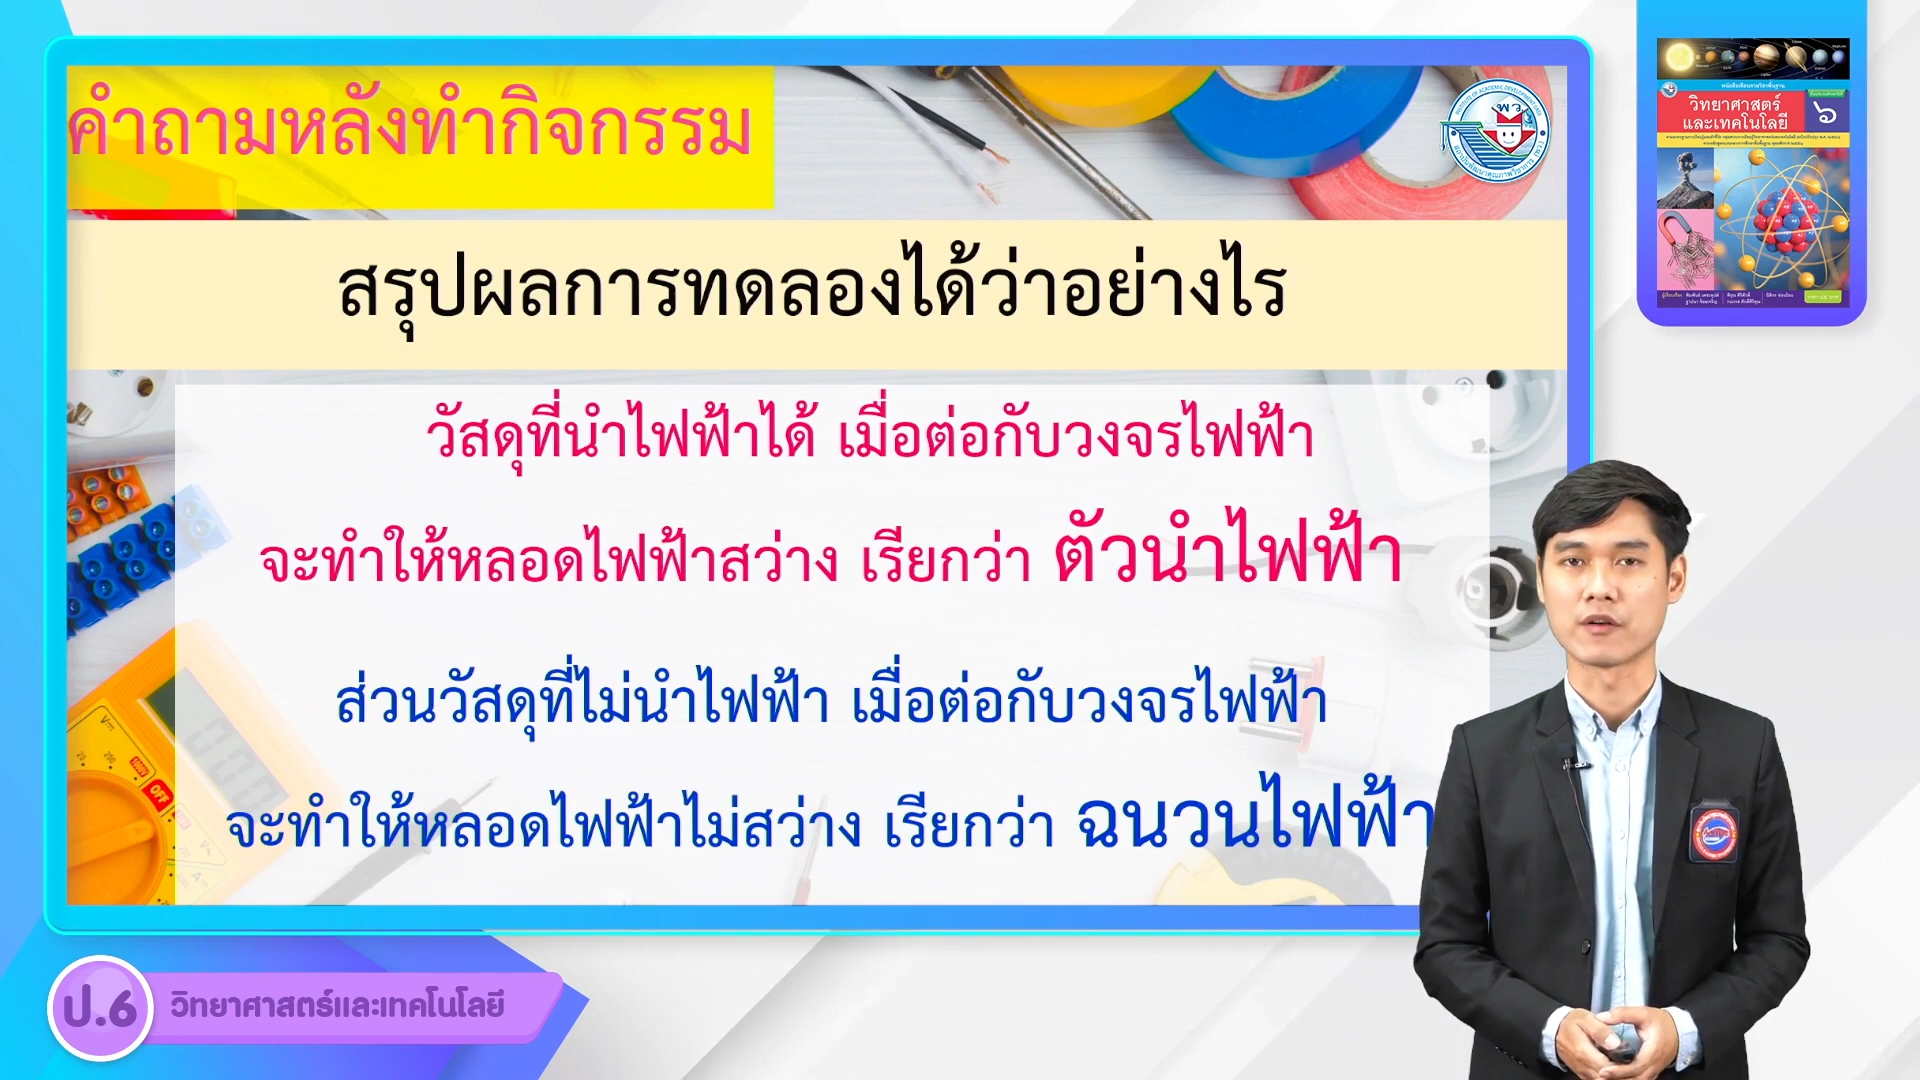 คำถามหลังทำกิจกรรม
สรุปผลการทดลองได้ว่าอย่างไร
วัสดุที่นำไฟฟ้าได้ เมื่อต่อกับวงจรไฟฟ้า
จะทำให้หลอดไฟฟ้าสว่าง เรียกว่า ตัวนำไฟฟ้า
ส่วนวัสดุที่ไม่นำไฟฟ้า เมื่อต่อกับวงจรไฟฟ้า
จะทำให้หลอดไฟฟ้าไม่สว่าง เรียกว่า ฉนวนไฟฟ้า
พว.
วิทยาศาสตร์
และเทคโนโลยี
๖
OFF
ป.6 วิทยาศาสตร์และเทคโนโลยี